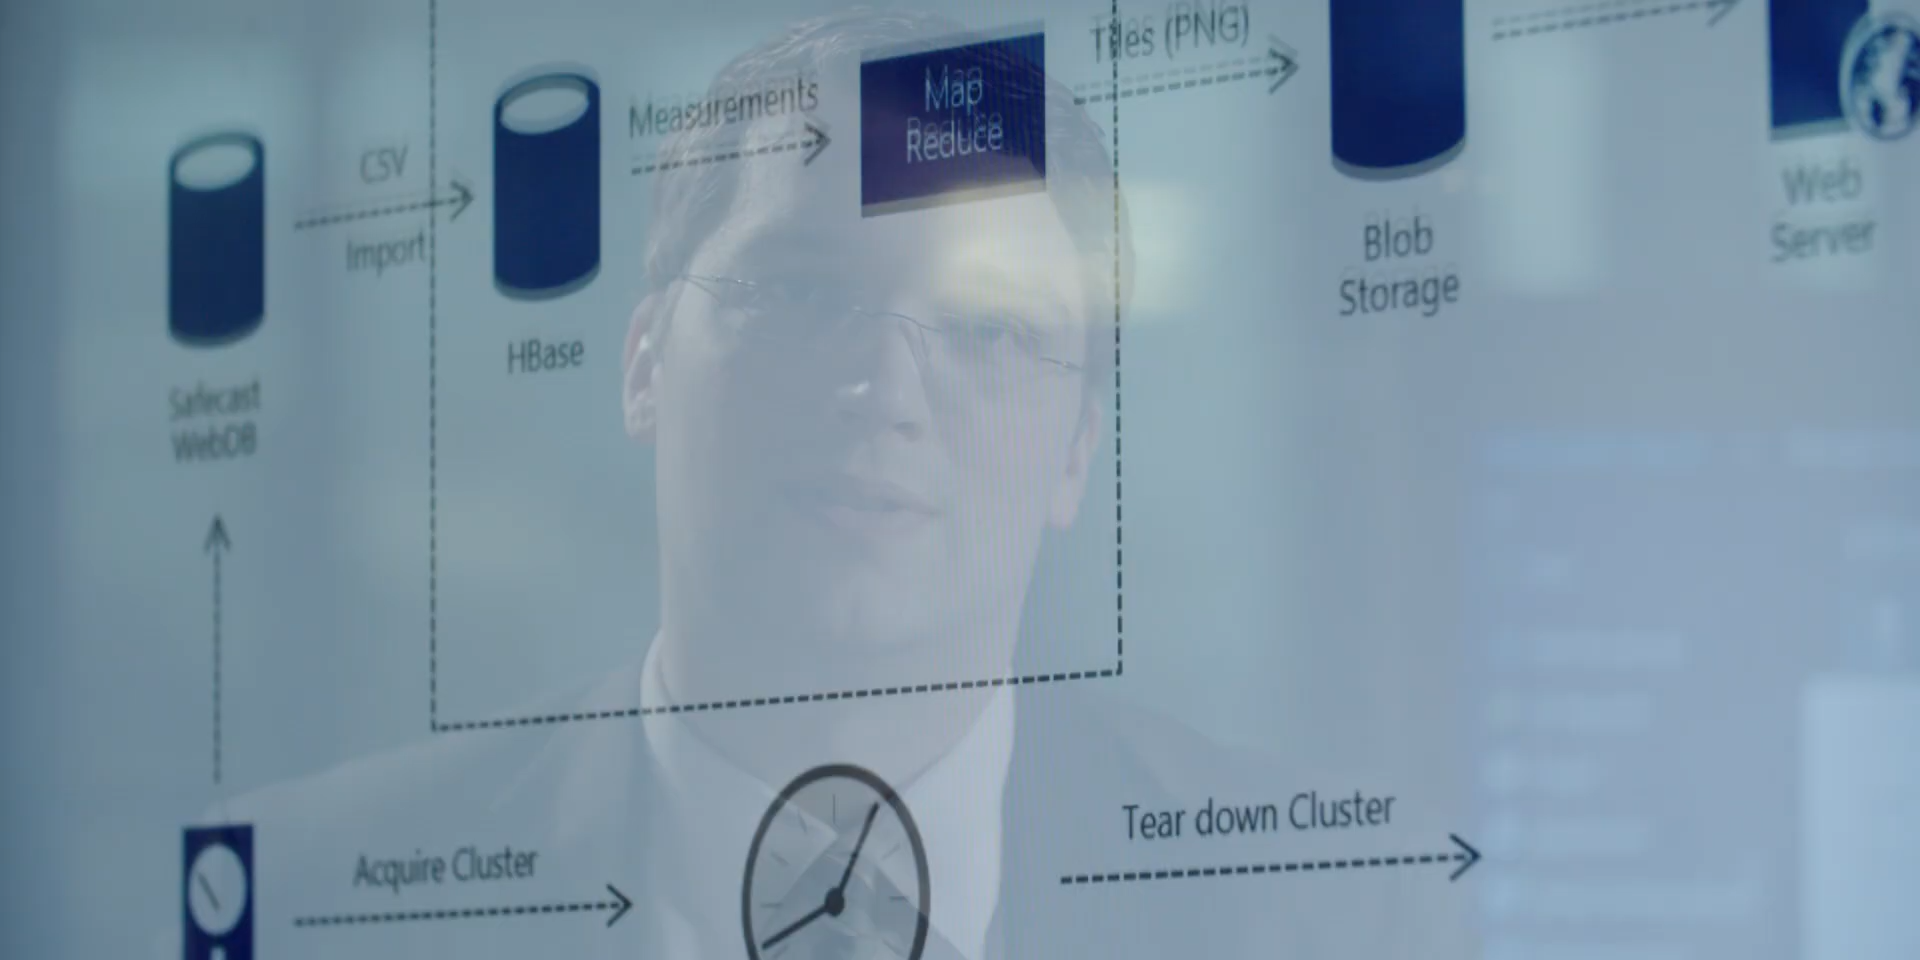 Tiles (PNG)
Measurements
Map
Reduce
CSV
Import
Web
Server
Blob
Storage
HBase
Safecast
WebDB
Tear down Cluster
Acquire Cluster